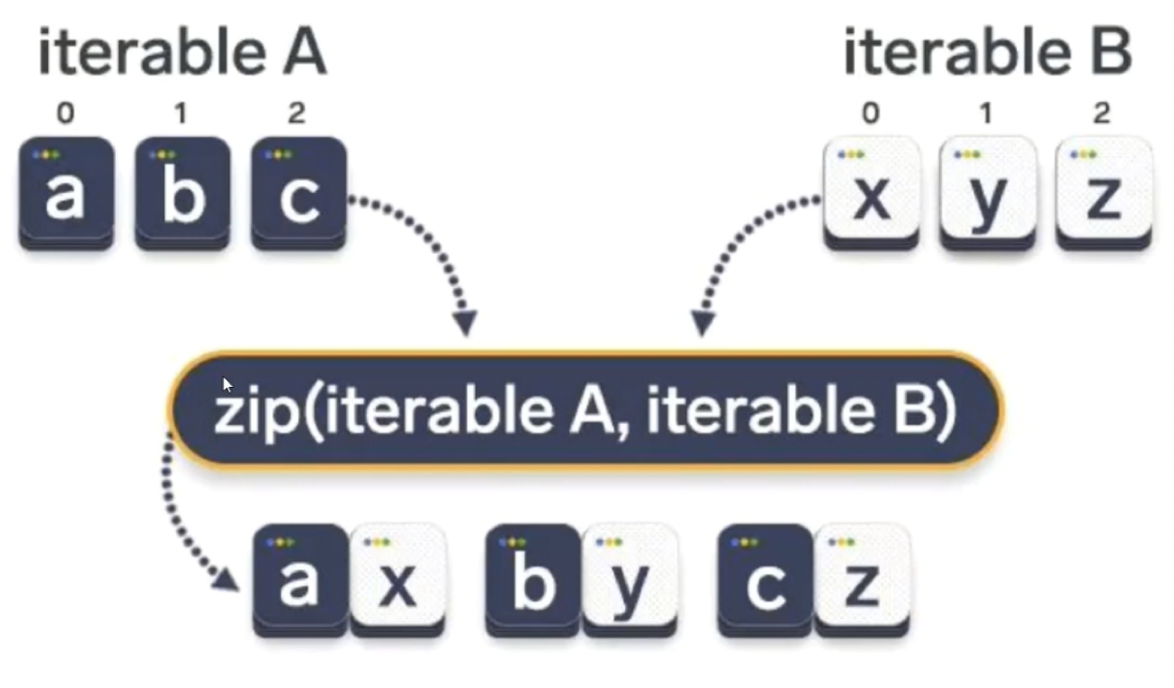 iterable A
iterable B
0 1 2
0 1 2
a b c
x y z
zip(iterable A, iterable B)
a x b y c z